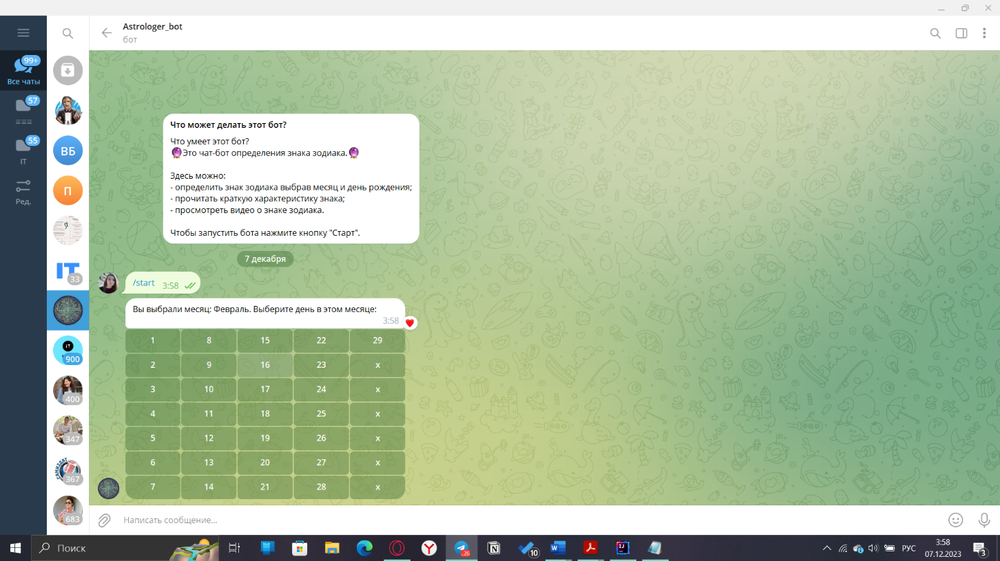 Astrologer_bot
бот
99+
Все чаты
57
55
IT
Ред.
ВБ
П
IT
33
IT
900
400
347
367
683
Что может делать этот бот?
Что умеет этот бот?
🔮Это чат-бот определения знака зодиака.🔮
Здесь можно:
- определить знак зодиака выбрав месяц и день рождения;
- прочитать краткую характеристику знака;
- просмотреть видео о знаке зодиака.
Чтобы запустить бота нажмите кнопку "Старт".
7 декабря
/start 3:58
Вы выбрали месяц: Февраль. Выберите день в этом месяце:
3:58
1 8 15 22 29
2 9 16 23 x
3 10 17 24 x
4 11 18 25 x
5 12 19 26 x
6 13 20 27 x
7 14 21 28 x
Написать сообщение...
Поиск
..26
10
РУС
3:58
07.12.2023
3